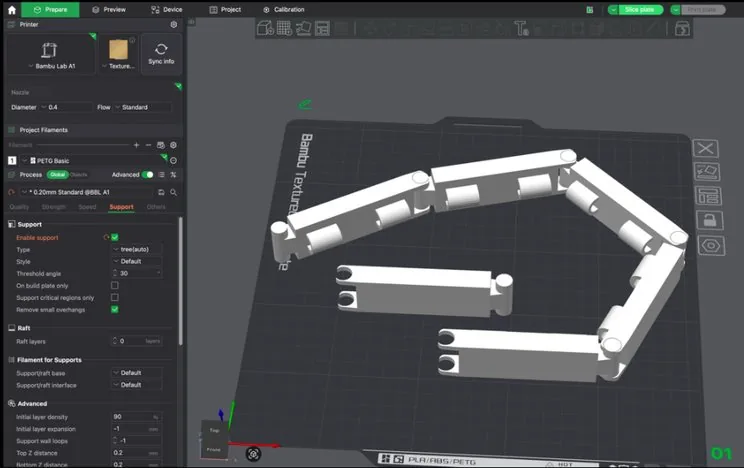 Prepare
Preview
Device
Project
Calibration
Slice plate
Print plate
Printer
Bambu Lab A1
Texture...
Sync info
Nozzle
Diameter 0.4 Flow Standard
Project Filaments
Filament
1 PETG Basic
Process Global Objects Advanced
* 0.20mm Standard @BBL A1
Quality Strength Speed Support Others
Support
Enable support
Type tree(auto)
Style Default
Threshold angle 30 °
On build plate only
Support critical regions only
Remove small overhangs
Raft
Raft layers 0 layers
Filament for Supports
Support/raft base Default
Support/raft interface Default
Advanced
Initial layer density 90 %
Initial layer expansion -1 mm
Support wall loops -1
Top Z distance 0.2 mm
Bottom Z distance 0.2 mm
Bambu Texture
Top
Front
PLA/ABS/PETG
HOT
01